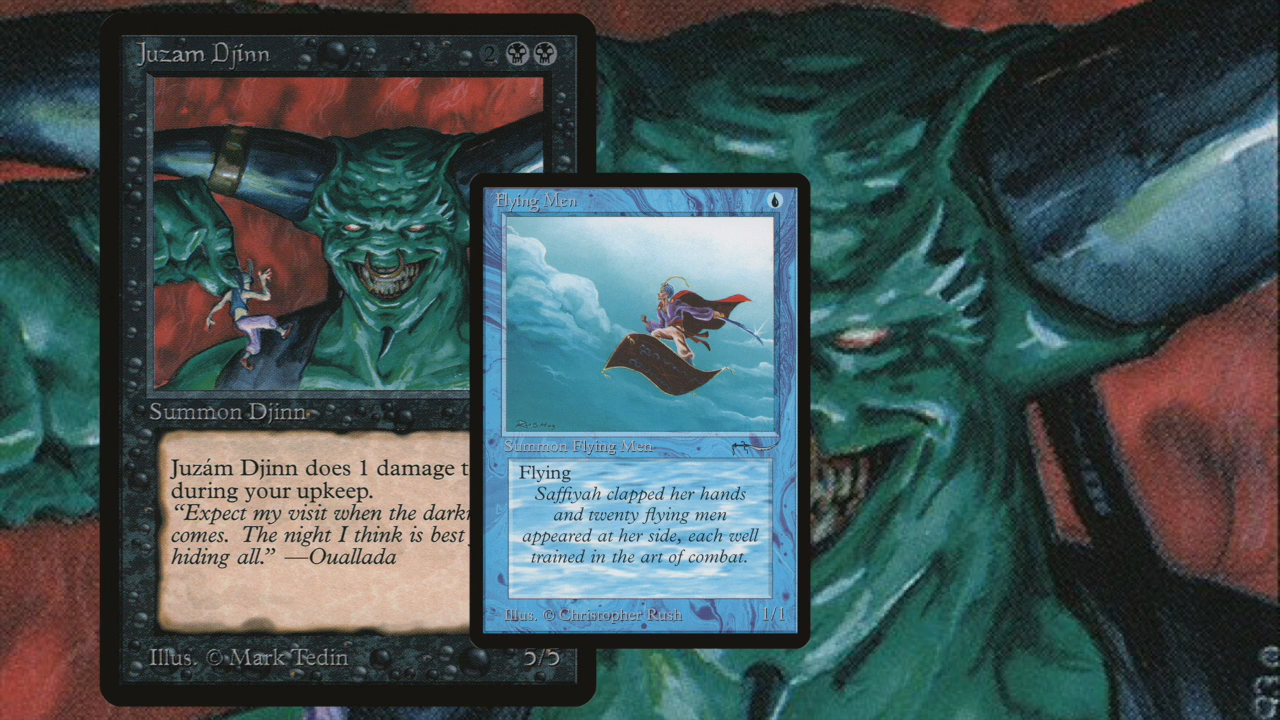 Juzam Djinn 2
Summon Djinn
Juzám Djinn does 1 damage t
during your upkeep.
“Expect my visit when the darkn
comes. The night I think is best
hiding all.” —Ouallada
Illus. © Mark Tedin 5/5
Flying Men
Summon Flying Men
Flying
Saffiyah clapped her hands
and twenty flying men
appeared at her side, each well
trained in the art of combat.
Illus. © Christopher Rush 1/1